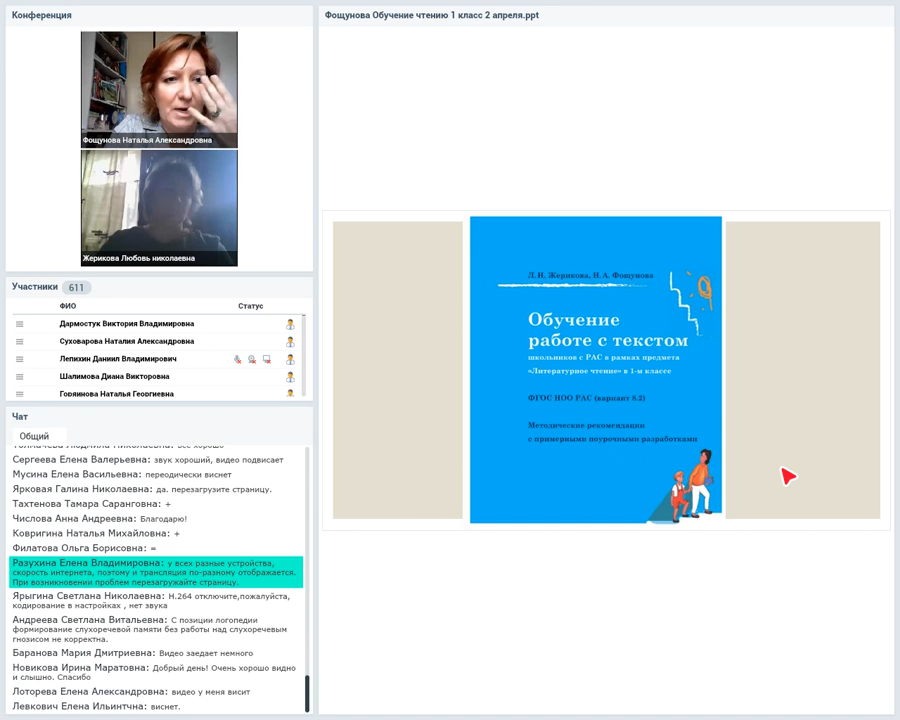 Конференция
Фощунова Наталья Александровна
Жерикова Любовь николаевна
Участники 611
ФИО Статус
Дармостук Виктория Владимировна
Суховарова Наталия Александровна
Лепихин Даниил Владимирович
Шалимова Диана Викторовна
Горяинова Наталья Георгиевна
Чат
Общий
Толмачева Людмила Николаевна: все хорошо
Сергеева Елена Валерьевна: звук хороший, видео подвисает
Мусина Елена Васильевна: переодически виснет
Ярковая Галина Николаевна: да. перезагрузите страницу.
Тахтенова Тамара Саранговна: +
Числова Анна Андреевна: Благодарю!
Ковригина Наталья Михайловна: +
Филатова Ольга Борисовна: =
Разухина Елена Владимировна: у всех разные устройства,
скорость интернета, поэтому и трансляция по-разному отображается.
При возникновении проблем перезагружайте страницу.
Ярыгина Светлана Николаевна: H.264 отключите,пожалуйста,
кодирование в настройках , нет звука
Андреева Светлана Витальевна: С позиции логопедии
формирование слухоречевой памяти без работы над слухоречевым
гнозисом не корректна.
Баранова Мария Дмитриевна: Видео заедает немного
Новикова Ирина Маратовна: Добрый день! Очень хорошо видно
и слышно. Спасибо
Лоторева Елена Александровна: видео у меня висит
Левкович Елена Ильинтчна: виснет.
Фощунова Обучение чтению 1 класс 2 апреля.ppt
Л. Н. Жерикова, Н. А. Фощунова
Обучение
работе с текстом
школьников с РАС в рамках предмета
«Литературное чтение» в 1-м классе
ФГОС НОО РАС (вариант 8.2)
Методические рекомендации
с примерными поурочными разработками